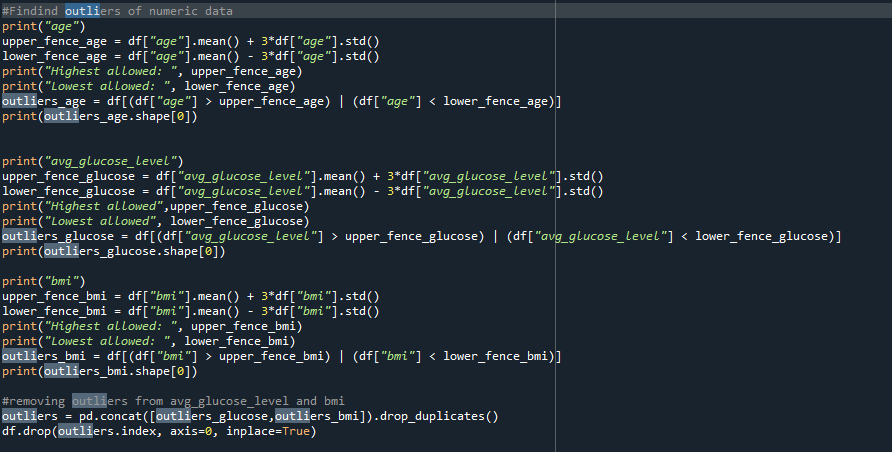 #Findind outliers of numeric data
print("age")
upper_fence_age = df["age"].mean() + 3*df["age"].std()
lower_fence_age = df["age"].mean() - 3*df["age"].std()
print("Highest allowed: ", upper_fence_age)
print("Lowest allowed: ", lower_fence_age)
outliers_age = df[(df["age"] > upper_fence_age) | (df["age"] < lower_fence_age)]
print(outliers_age.shape[0])
print("avg_glucose_level")
upper_fence_glucose = df["avg_glucose_level"].mean() + 3*df["avg_glucose_level"].std()
lower_fence_glucose = df["avg_glucose_level"].mean() - 3*df["avg_glucose_level"].std()
print("Highest allowed",upper_fence_glucose)
print("Lowest allowed", lower_fence_glucose)
outliers_glucose = df[(df["avg_glucose_level"] > upper_fence_glucose) | (df["avg_glucose_level"] < lower_fence_glucose)]
print(outliers_glucose.shape[0])
print("bmi")
upper_fence_bmi = df["bmi"].mean() + 3*df["bmi"].std()
lower_fence_bmi = df["bmi"].mean() - 3*df["bmi"].std()
print("Highest allowed: ", upper_fence_bmi)
print("Lowest allowed: ", lower_fence_bmi)
outliers_bmi = df[(df["bmi"] > upper_fence_bmi) | (df["bmi"] < lower_fence_bmi)]
print(outliers_bmi.shape[0])
#removing outliers from avg_glucose_level and bmi
outliers = pd.concat([outliers_glucose,outliers_bmi]).drop_duplicates()
df.drop(outliers.index, axis=0, inplace=True)